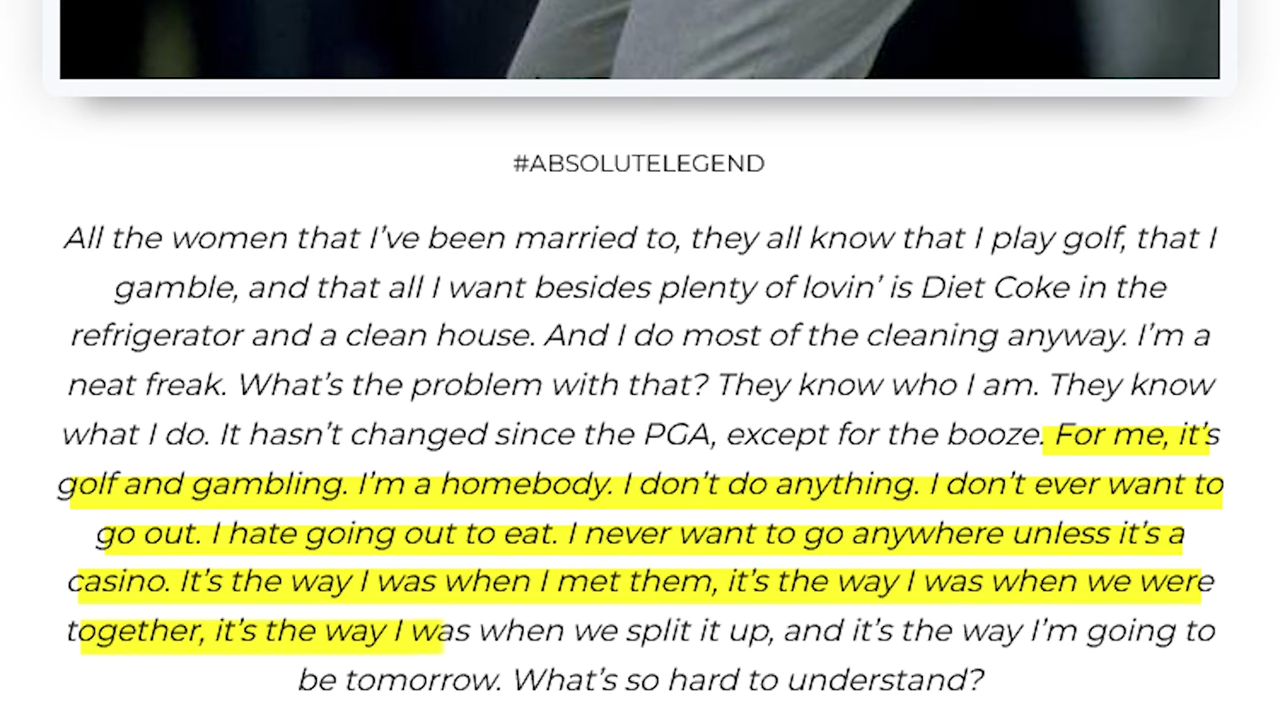 #ABSOLUTELEGEND
All the women that I’ve been married to, they all know that I play golf, that I
gamble, and that all I want besides plenty of lovin’ is Diet Coke in the
refrigerator and a clean house. And I do most of the cleaning anyway. I’m a
neat freak. What’s the problem with that? They know who I am. They know
what I do. It hasn’t changed since the PGA, except for the booze. For me, it’s
golf and gambling. I’m a homebody. I don’t do anything. I don’t ever want to
go out. I hate going out to eat. I never want to go anywhere unless it’s a
casino. It’s the way I was when I met them, it’s the way I was when we were
together, it’s the way I was when we split it up, and it’s the way I’m going to
be tomorrow. What’s so hard to understand?